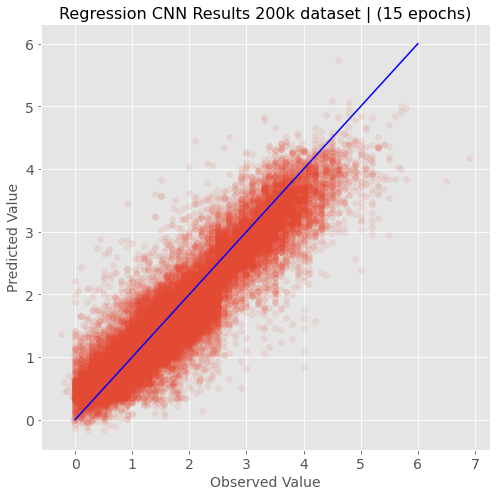 Regression CNN Results 200k dataset | (15 epochs)
6
5
4
3
2
1
0
Predicted Value
0 1 2 3 4 5 6 7
Observed Value